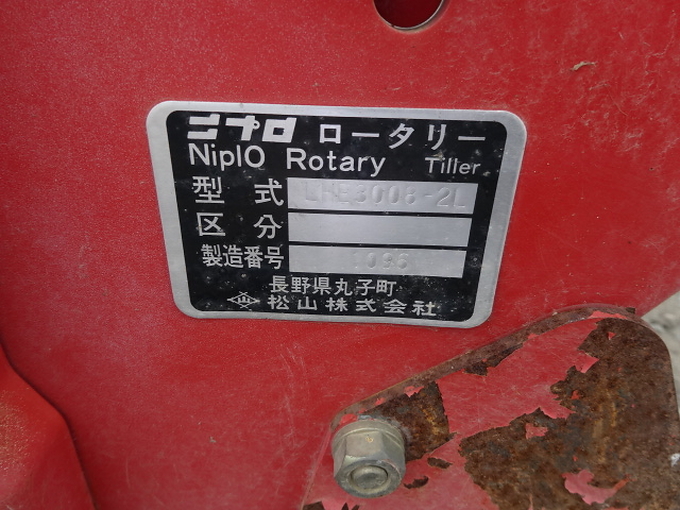 ニプロ ロータリー
NiplO Rotary Tiller
型式 LHE3008-2L
区分
製造番号 1096
長野県丸子町
松山株式会社